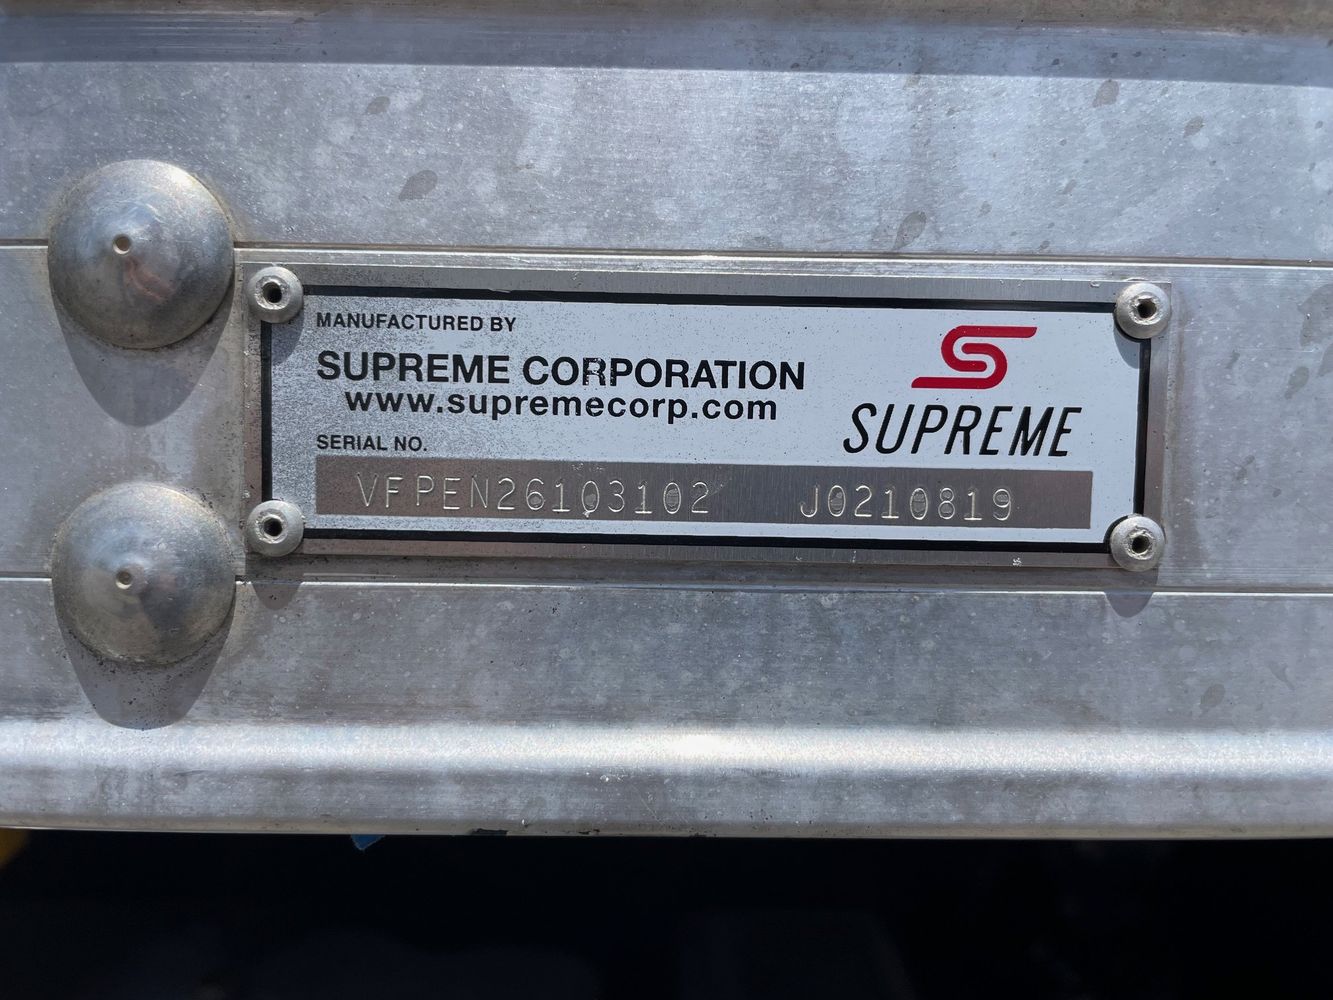 MANUFACTURED BY
SUPREME CORPORATION
www.supremecorp.com
SUPREME
SERIAL NO.
VFPEN26103102 J0210819